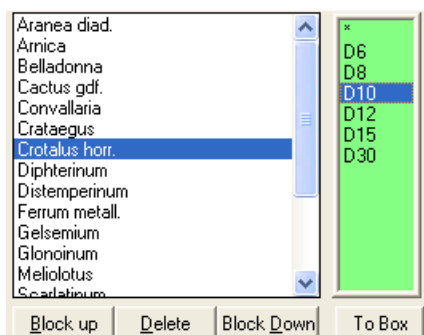 Aranea diad.
Arnica
Belladonna
Cactus gdf.
Convallaria
Crataegus
Crotalus horr.
Diphterinum
Distemperinum
Ferrum metall.
Gelsemium
Glonoinum
Meliolotus
Scarlatinum
*
D6
D8
D10
D12
D15
D30
Block up
Delete
Block Down
To Box